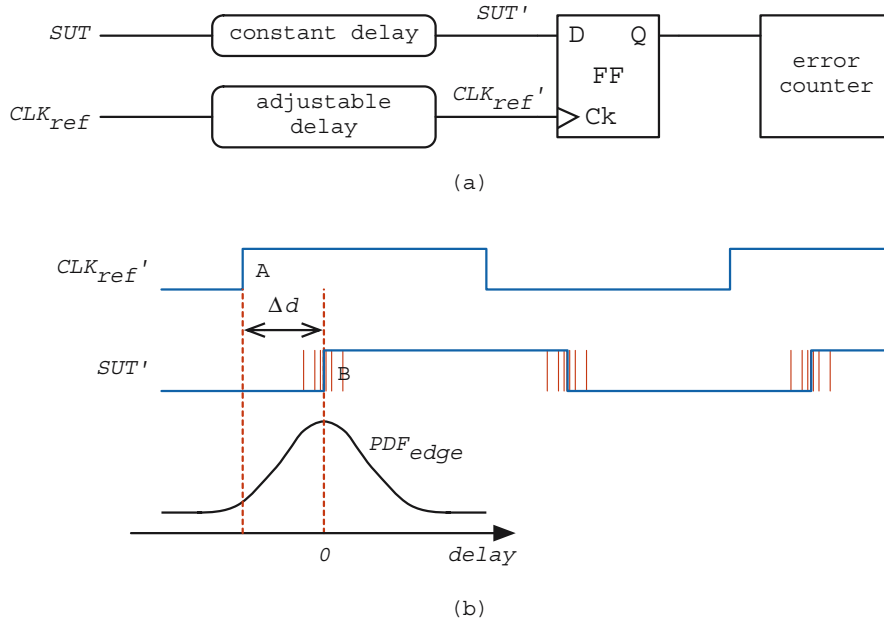 SUT
constant delay
SUT'
D Q
FF
Ck
error
counter
CLKref
adjustable
delay
CLKref'
(a)
CLKref'
A
Δd
SUT'
B
PDFedge
0
delay
(b)